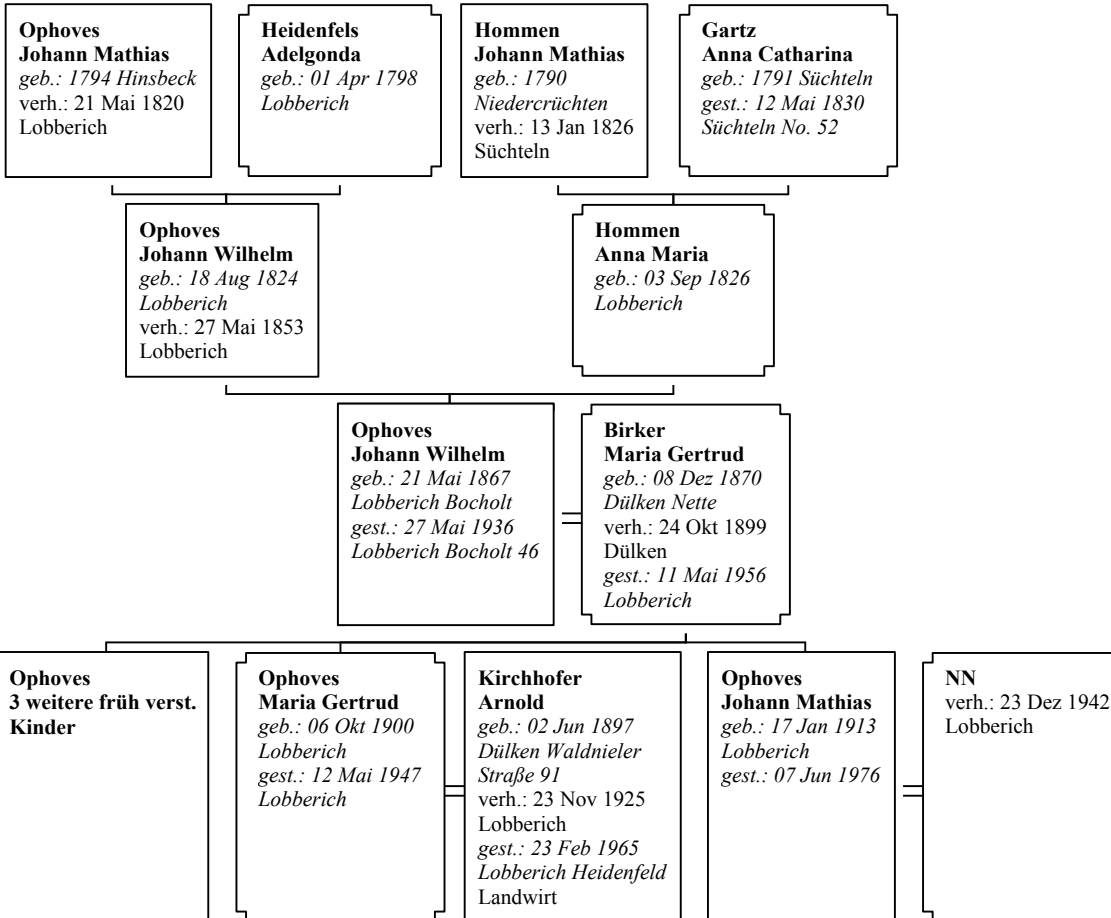 Ophoves
Johann Mathias
geb.: 1794 Hinsbeck
verh.: 21 Mai 1820
Lobberich
Heidenfels
Adelgonda
geb.: 01 Apr 1798
Lobberich
Hommen
Johann Mathias
geb.: 1790
Niedercrüchten
verh.: 13 Jan 1826
Süchteln
Gartz
Anna Catharina
geb.: 1791 Süchteln
gest.: 12 Mai 1830
Süchteln No. 52
Ophoves
Johann Wilhelm
geb.: 18 Aug 1824
Lobberich
verh.: 27 Mai 1853
Lobberich
Hommen
Anna Maria
geb.: 03 Sep 1826
Lobberich
Ophoves
Johann Wilhelm
geb.: 21 Mai 1867
Lobberich Bocholt
gest.: 27 Mai 1936
Lobberich Bocholt 46
Birker
Maria Gertrud
geb.: 08 Dez 1870
Dülken Nette
verh.: 24 Okt 1899
Dülken
gest.: 11 Mai 1956
Lobberich
Ophoves
3 weitere früh verst.
Kinder
Ophoves
Maria Gertrud
geb.: 06 Okt 1900
Lobberich
gest.: 12 Mai 1947
Lobberich
Kirchhofer
Arnold
geb.: 02 Jun 1897
Dülken Waldnieler
Straße 91
verh.: 23 Nov 1925
Lobberich
gest.: 23 Feb 1965
Lobberich Heidenfeld
Landwirt
Ophoves
Johann Mathias
geb.: 17 Jan 1913
Lobberich
gest.: 07 Jun 1976
NN
verh.: 23 Dez 1942
Lobberich